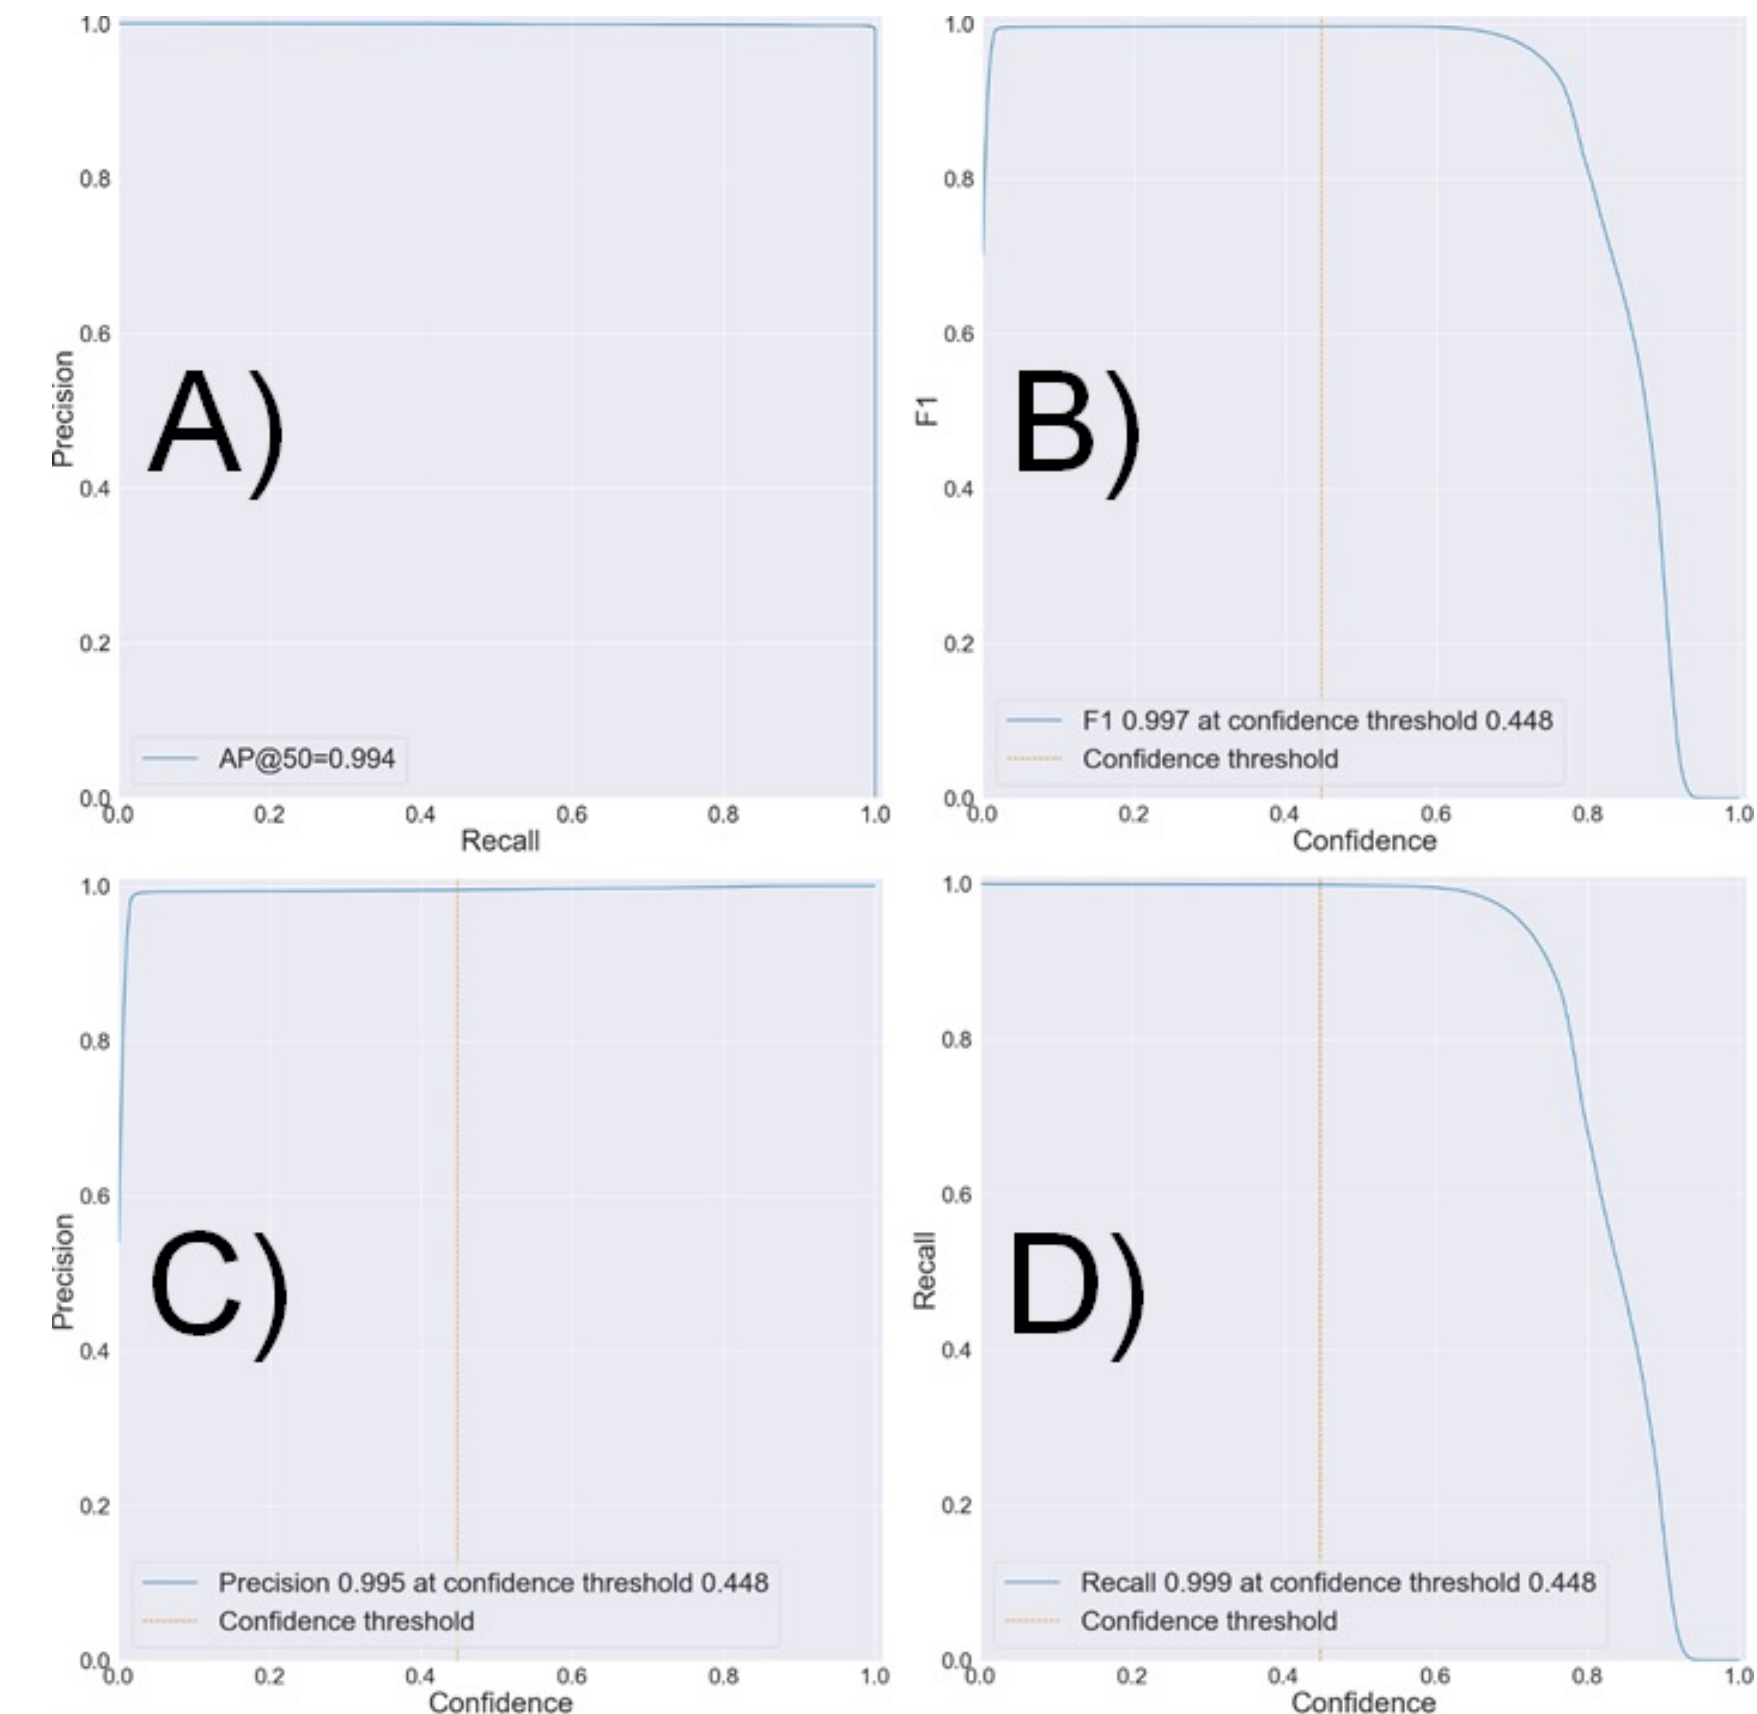 1.0
0.8
0.6
0.4
0.2
0.0
Precision
A)
AP@50=0.994
0.0 0.2 0.4 0.6 0.8 1.0
Recall
1.0
0.8
0.6
0.4
0.2
0.0
F1
B)
F1 0.997 at confidence threshold 0.448
Confidence threshold
0.0 0.2 0.4 0.6 0.8 1.0
Confidence
1.0
0.8
0.6
0.4
0.2
0.0
Precision
C)
Precision 0.995 at confidence threshold 0.448
Confidence threshold
0.0 0.2 0.4 0.6 0.8 1.0
Confidence
1.0
0.8
0.6
0.4
0.2
0.0
Recall
D)
Recall 0.999 at confidence threshold 0.448
Confidence threshold
0.0 0.2 0.4 0.6 0.8 1.0
Confidence